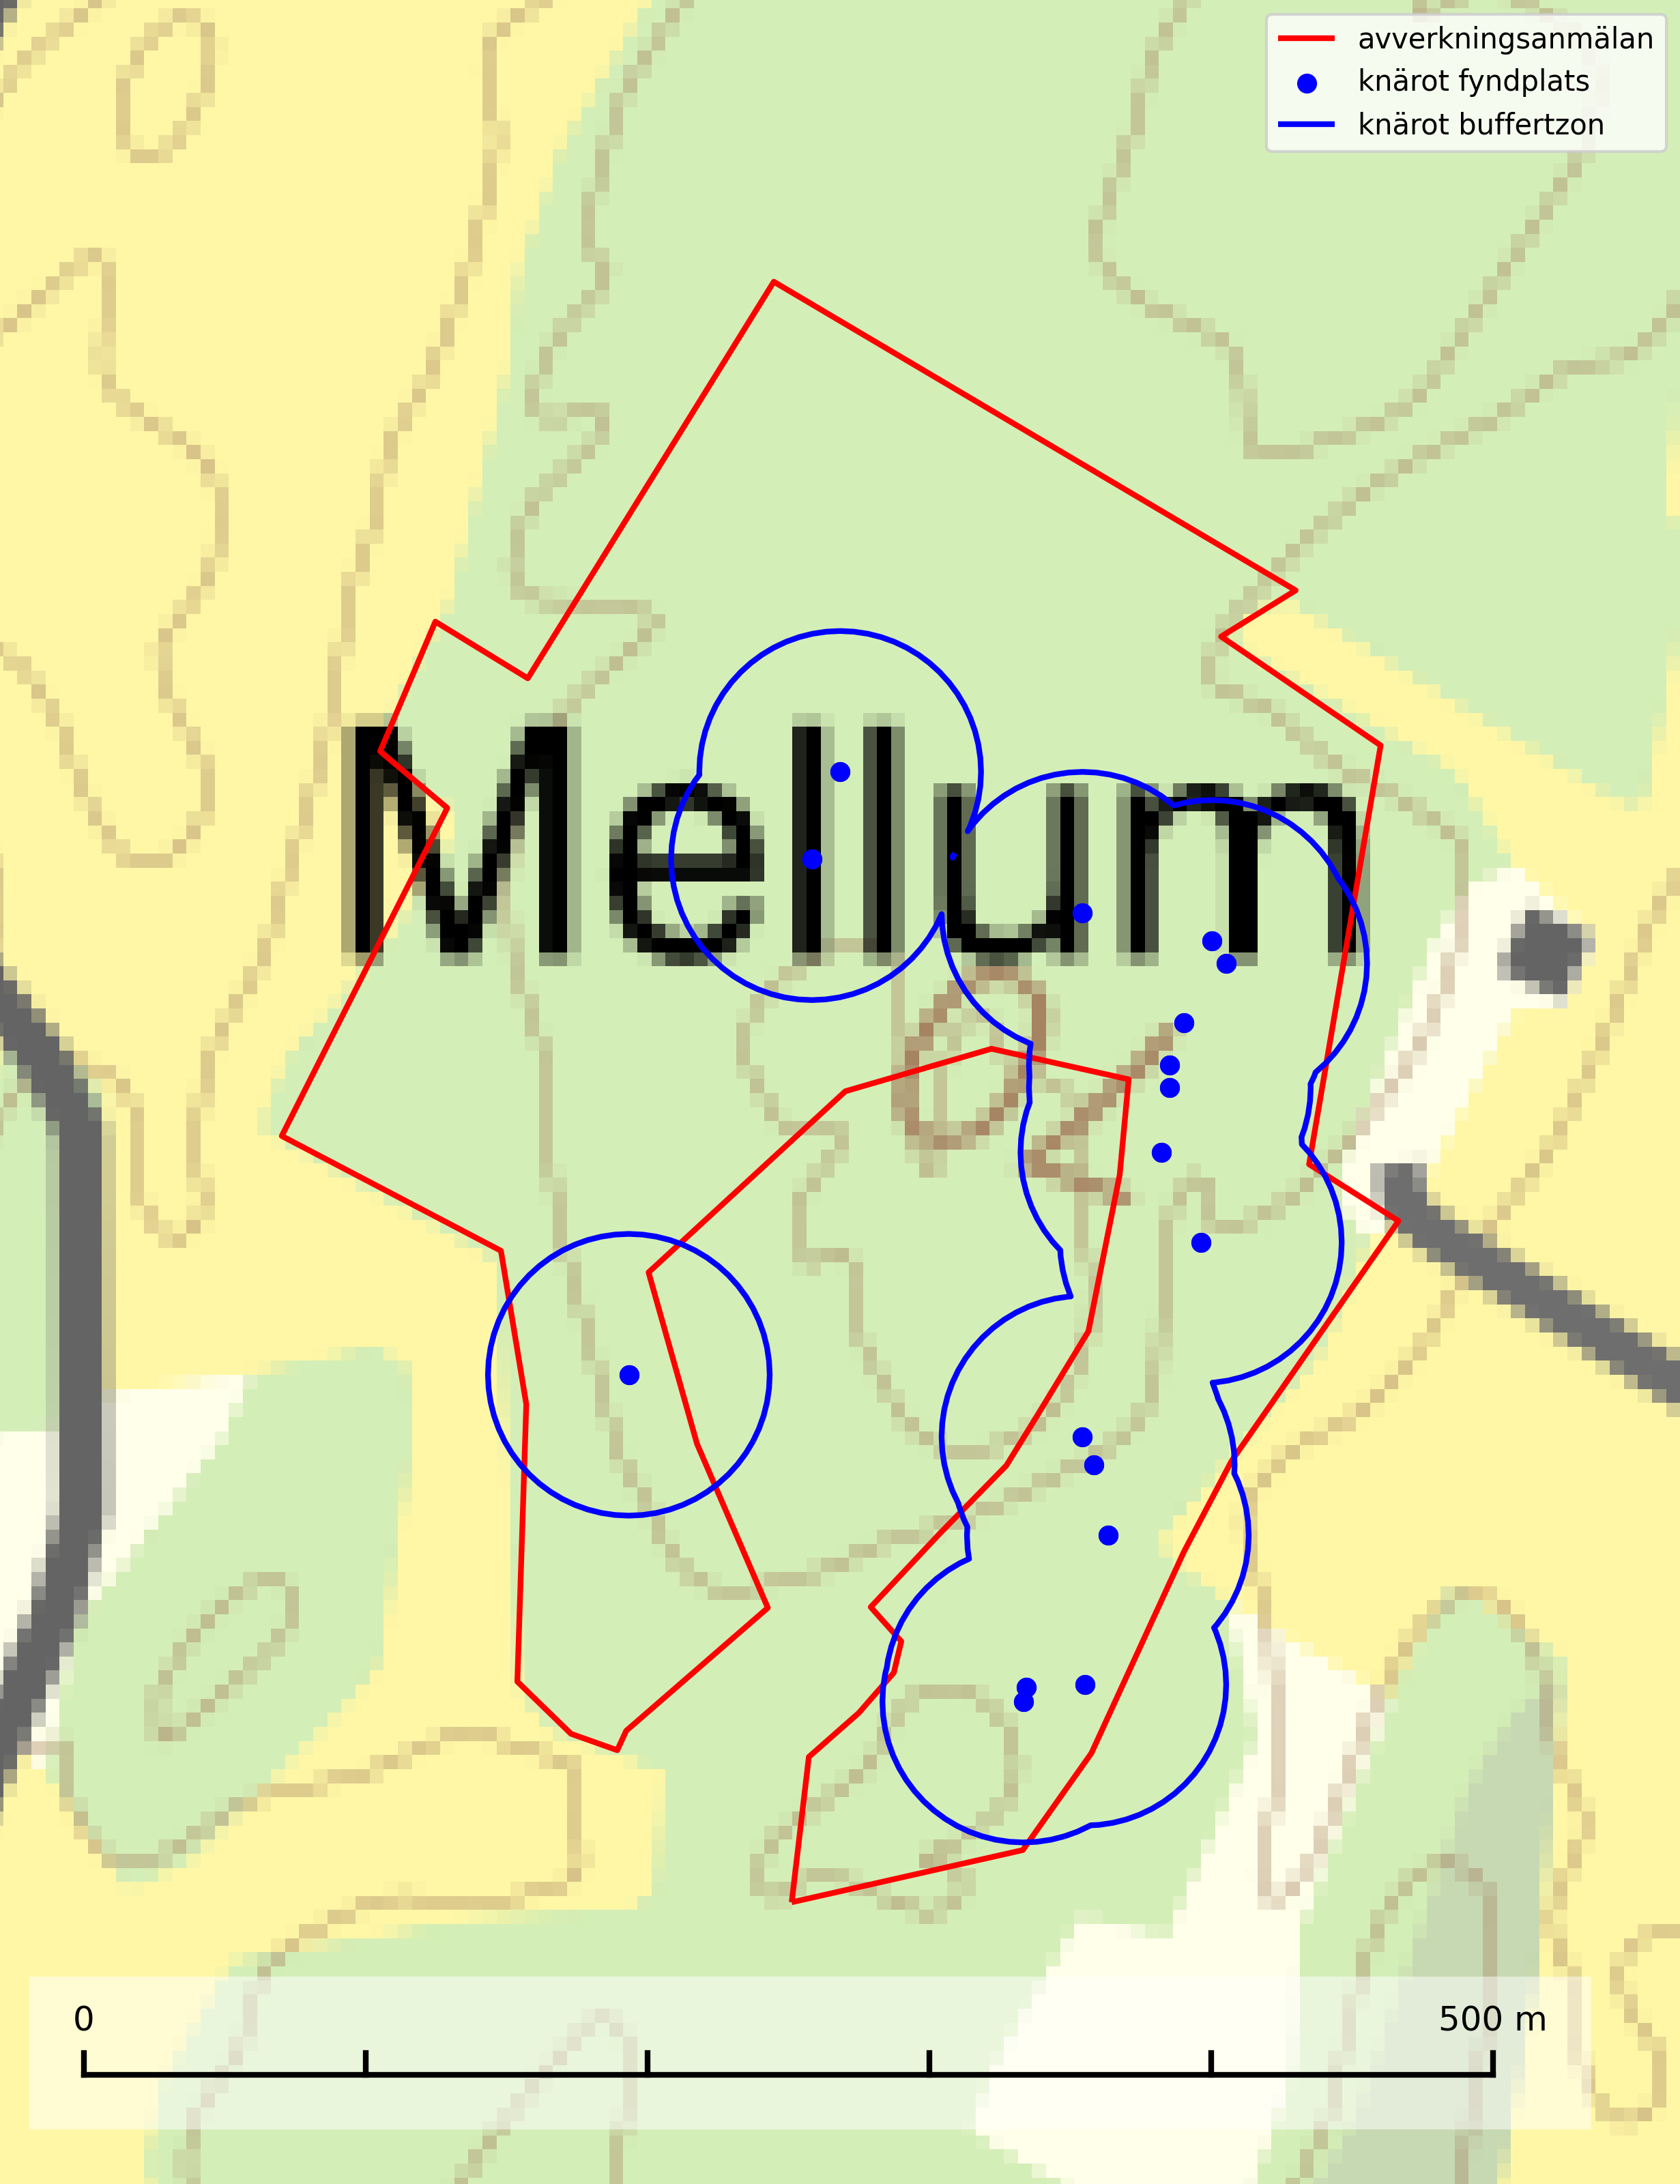 avverkningsanmälan
knärot fyndplats
knärot buffertzon
Mellum
0
500 m